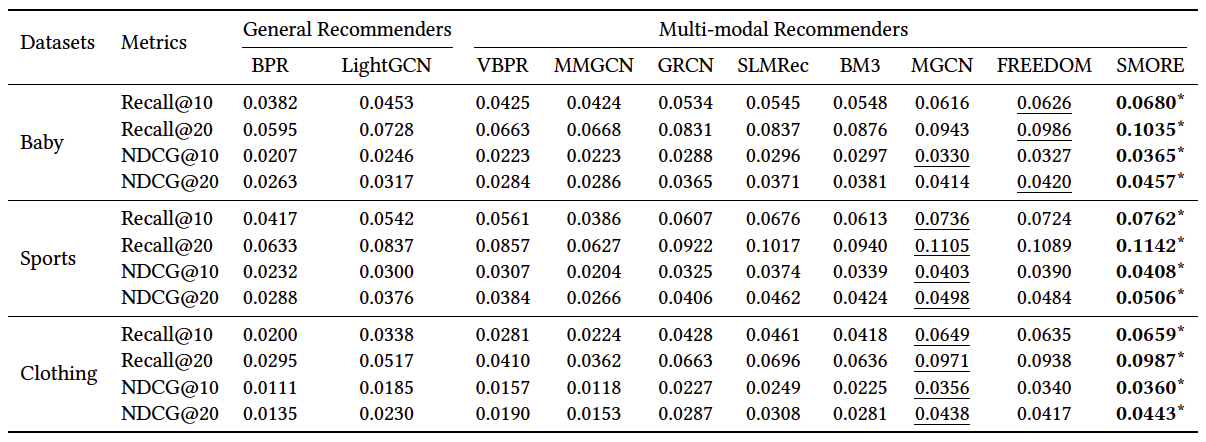 General Recommenders Multi-modal Recommenders
Datasets Metrics
BPR LightGCN VBPR MMGCN GRCN SLMRec BM3 MGCN FREEDOM SMORE
Recall@10 0.0382 0.0453 0.0425 0.0424 0.0534 0.0545 0.0548 0.0616 0.0626 0.0680*
Recall@20 0.0595 0.0728 0.0663 0.0668 0.0831 0.0837 0.0876 0.0943 0.0986 0.1035*
Baby
NDCG@10 0.0207 0.0246 0.0223 0.0223 0.0288 0.0296 0.0297 0.0330 0.0327 0.0365*
NDCG@20 0.0263 0.0317 0.0284 0.0286 0.0365 0.0371 0.0381 0.0414 0.0420 0.0457*
Recall@10 0.0417 0.0542 0.0561 0.0386 0.0607 0.0676 0.0613 0.0736 0.0724 0.0762*
Recall@20 0.0633 0.0837 0.0857 0.0627 0.0922 0.1017 0.0940 0.1105 0.1089 0.1142*
Sports
NDCG@10 0.0232 0.0300 0.0307 0.0204 0.0325 0.0374 0.0339 0.0403 0.0390 0.0408*
NDCG@20 0.0288 0.0376 0.0384 0.0266 0.0406 0.0462 0.0424 0.0498 0.0484 0.0506*
Recall@10 0.0200 0.0338 0.0281 0.0224 0.0428 0.0461 0.0418 0.0649 0.0635 0.0659*
Recall@20 0.0295 0.0517 0.0410 0.0362 0.0663 0.0696 0.0636 0.0971 0.0938 0.0987*
Clothing
NDCG@10 0.0111 0.0185 0.0157 0.0118 0.0227 0.0249 0.0225 0.0356 0.0340 0.0360*
NDCG@20 0.0135 0.0230 0.0190 0.0153 0.0287 0.0308 0.0281 0.0438 0.0417 0.0443*